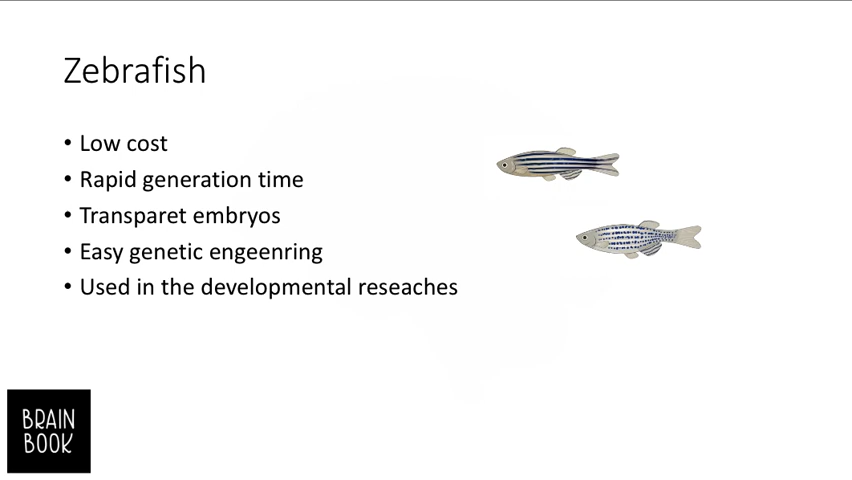 Zebrafish
• Low cost
• Rapid generation time
• Transparet embryos
• Easy genetic engeenring
• Used in the developmental reseaches
BRAIN
BOOK